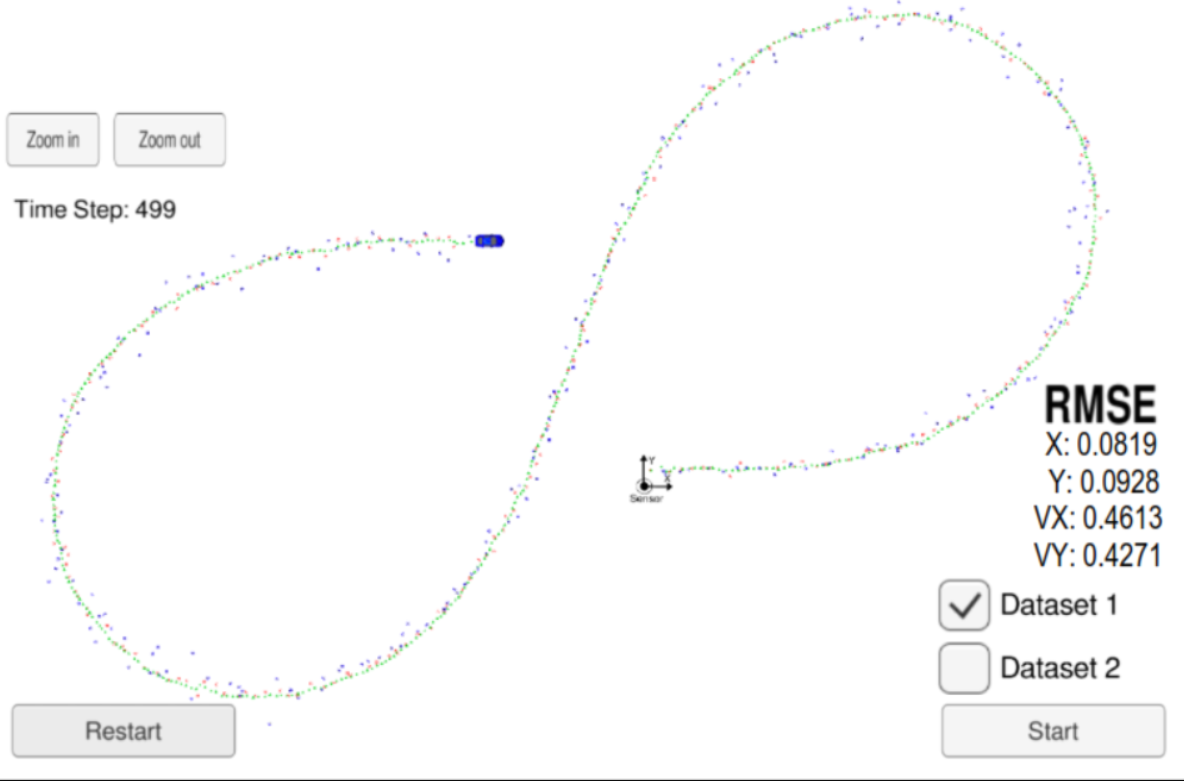 Zoom in
Zoom out
Time Step: 499
Y
X
Sensor
RMSE
X: 0.0819
Y: 0.0928
VX: 0.4613
VY: 0.4271
Dataset 1
Dataset 2
Restart
Start